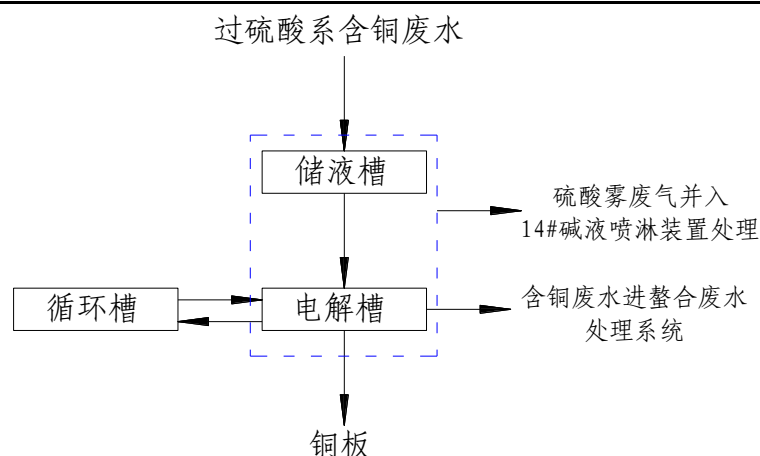 过硫酸系含铜废水
储液槽
硫酸雾废气并入
14#碱液喷淋装置处理
循环槽
电解槽
含铜废水进螯合废水
处理系统
铜板